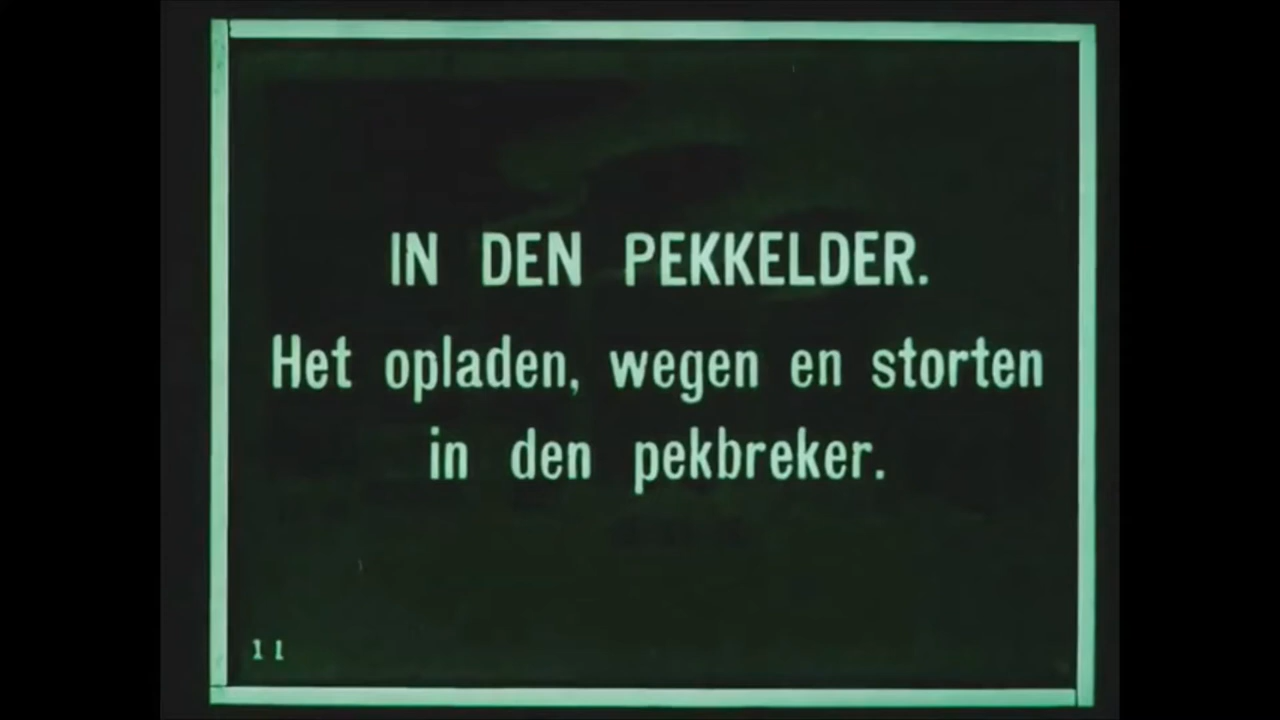 IN DEN PEKKELDER.
Het opladen, wegen en storten
in den pekbreker.
11